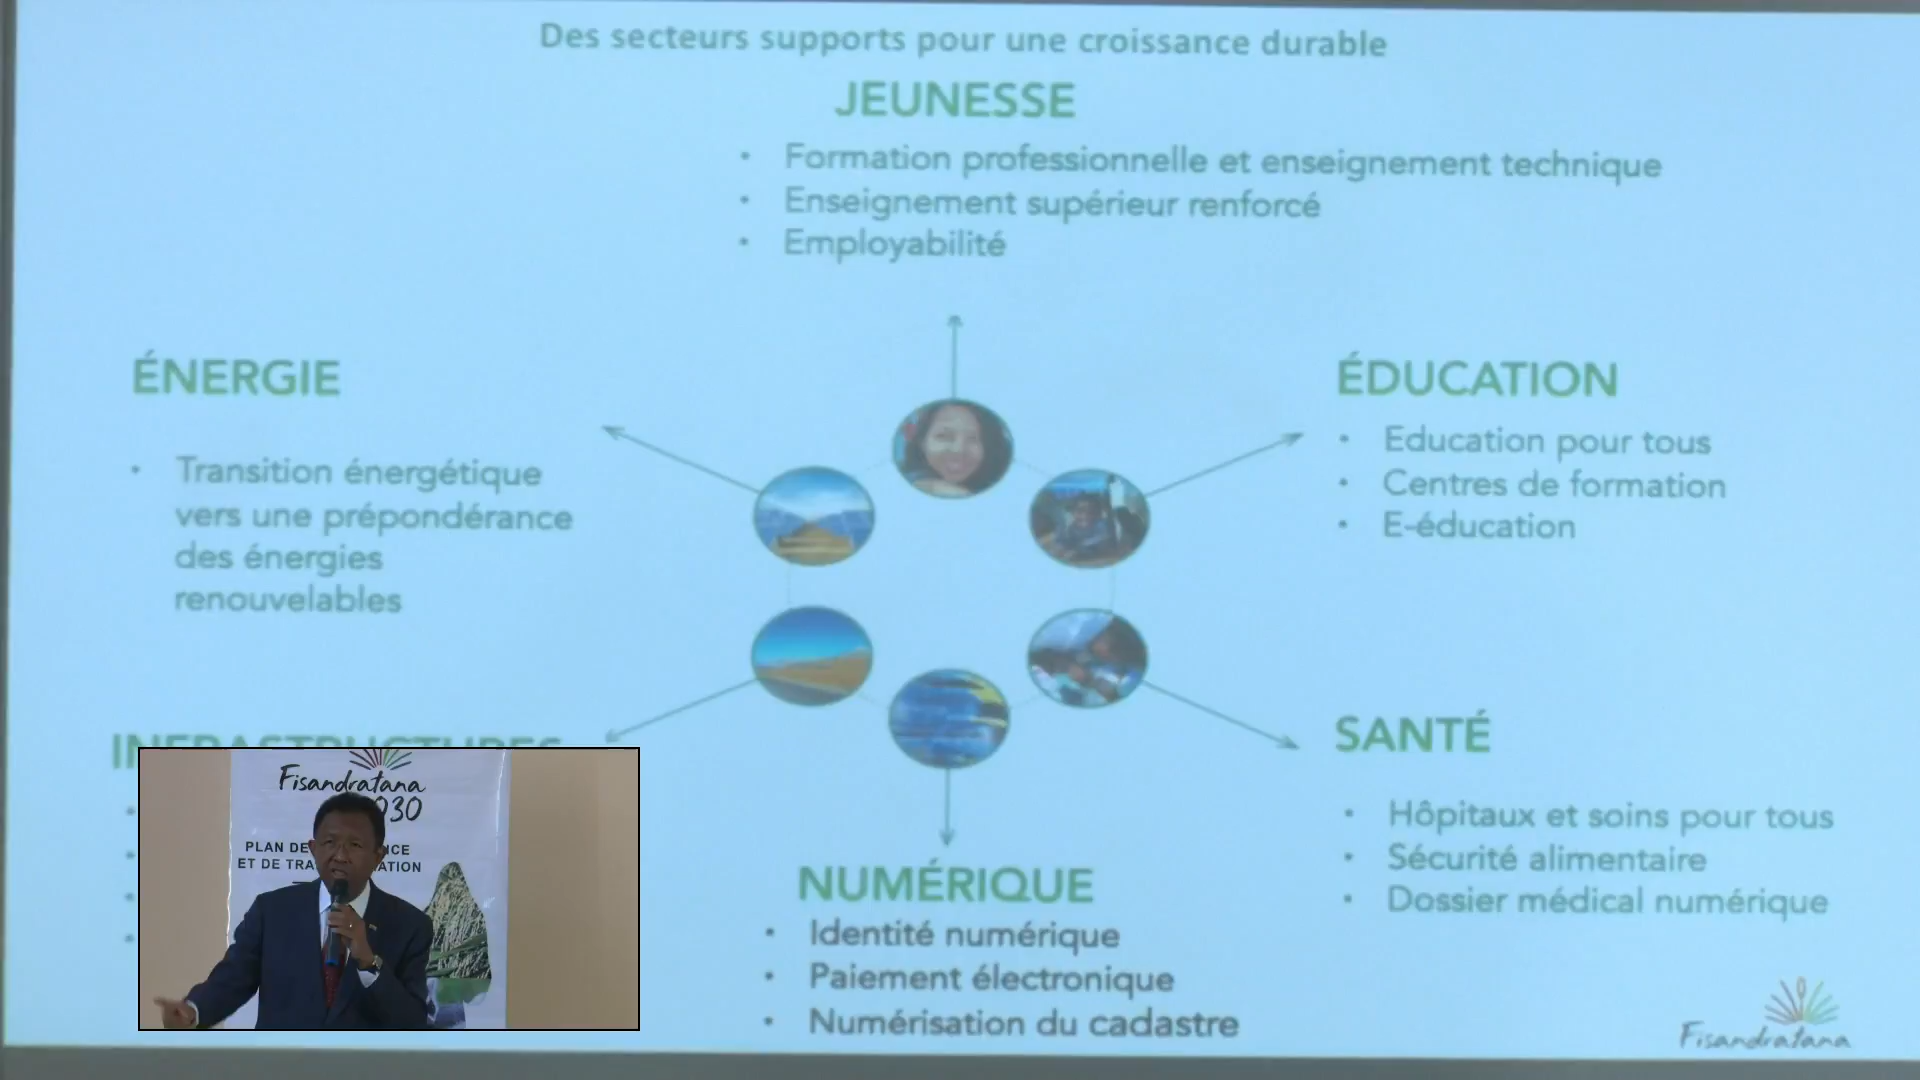 Des secteurs supports pour une croissance durable
JEUNESSE
• Formation professionnelle et enseignement technique
• Enseignement supérieur renforcé
• Employabilité
ÉNERGIE
• Transition énergétique
vers une prépondérance
des énergies
renouvelables
ÉDUCATION
• Education pour tous
• Centres de formation
• E-éducation
INFRASTRUCTURES
SANTÉ
• Hôpitaux et soins pour tous
• Sécurité alimentaire
• Dossier médical numérique
NUMÉRIQUE
• Identité numérique
• Paiement électronique
• Numérisation du cadastre
Fisandratana
Fisandratana
030
PLAN DE
ET DE